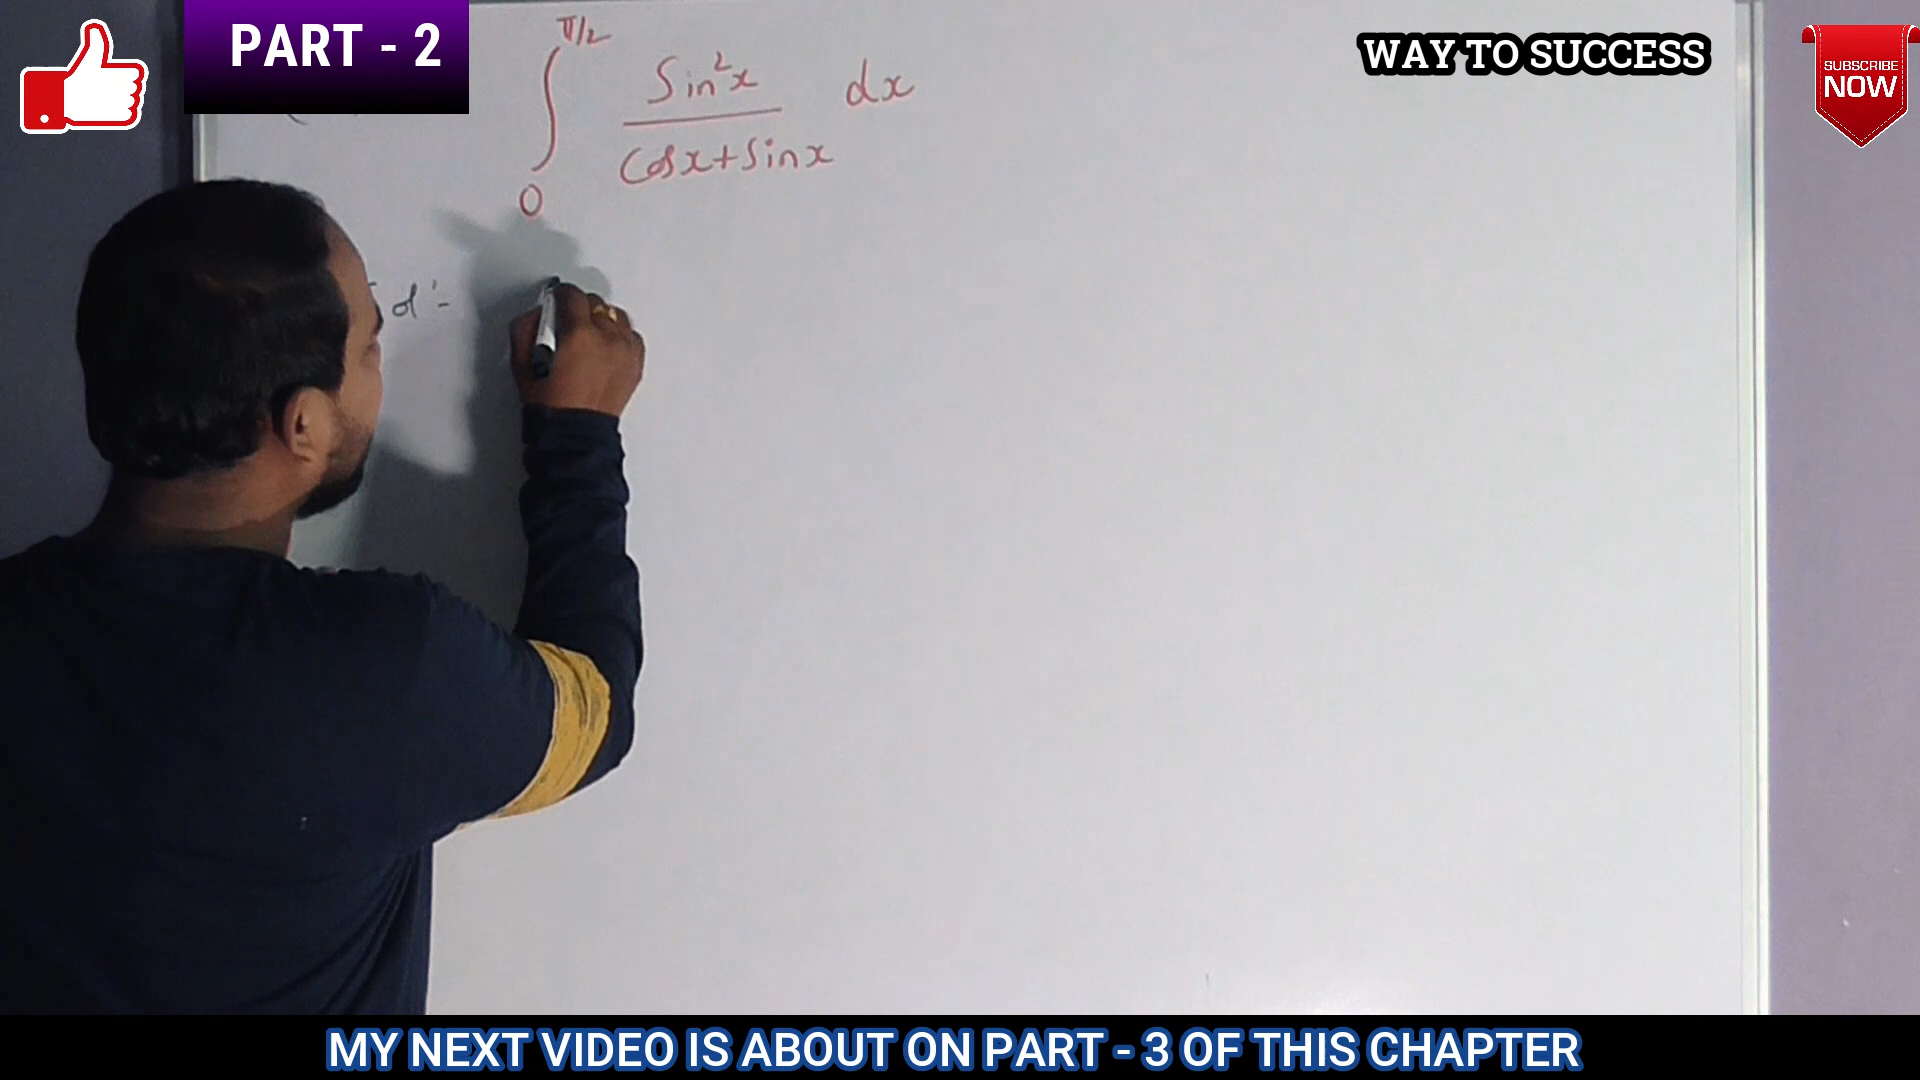 PART - 2
WAY TO SUCCESS
SUBSCRIBE
NOW
π/2
∫ Sin²x dx
Cosx+Sinx
0
MY NEXT VIDEO IS ABOUT ON PART - 3 OF THIS CHAPTER